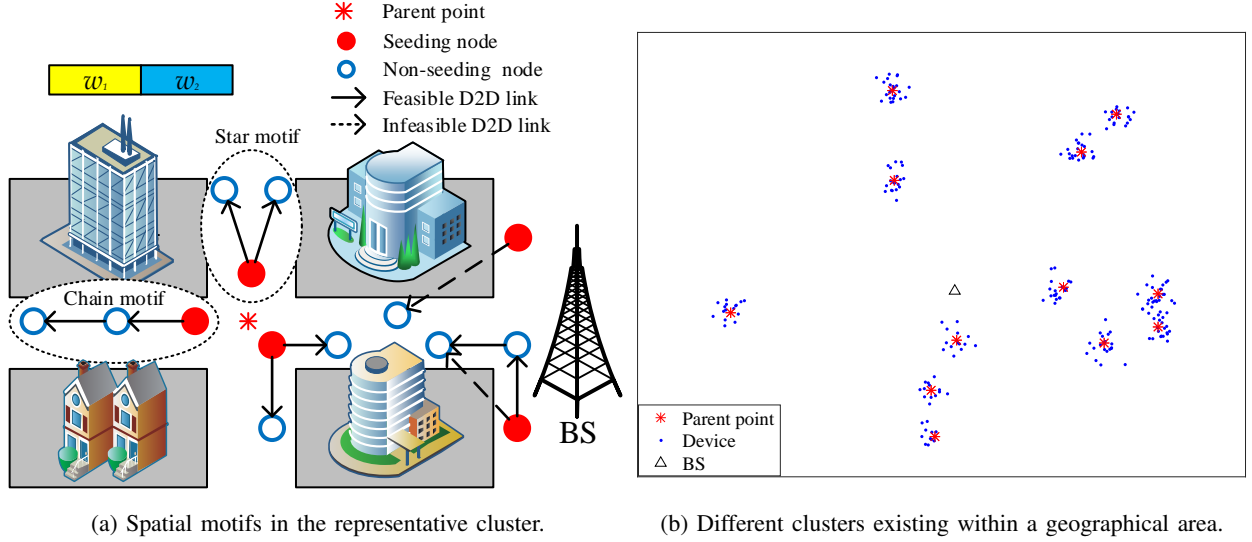 Parent point
Seeding node
Non-seeding node
Feasible D2D link
Infeasible D2D link
w1 w2
Star motif
Chain motif
BS
Parent point
Device
BS
(a) Spatial motifs in the representative cluster.
(b) Different clusters existing within a geographical area.